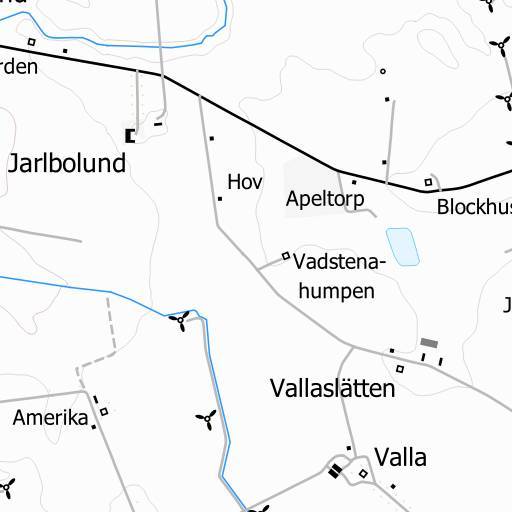 rden
Jarlbolund
Hov
Apeltorp
Blockhus
Vadstena-
humpen
J
Vallaslätten
Amerika
Valla